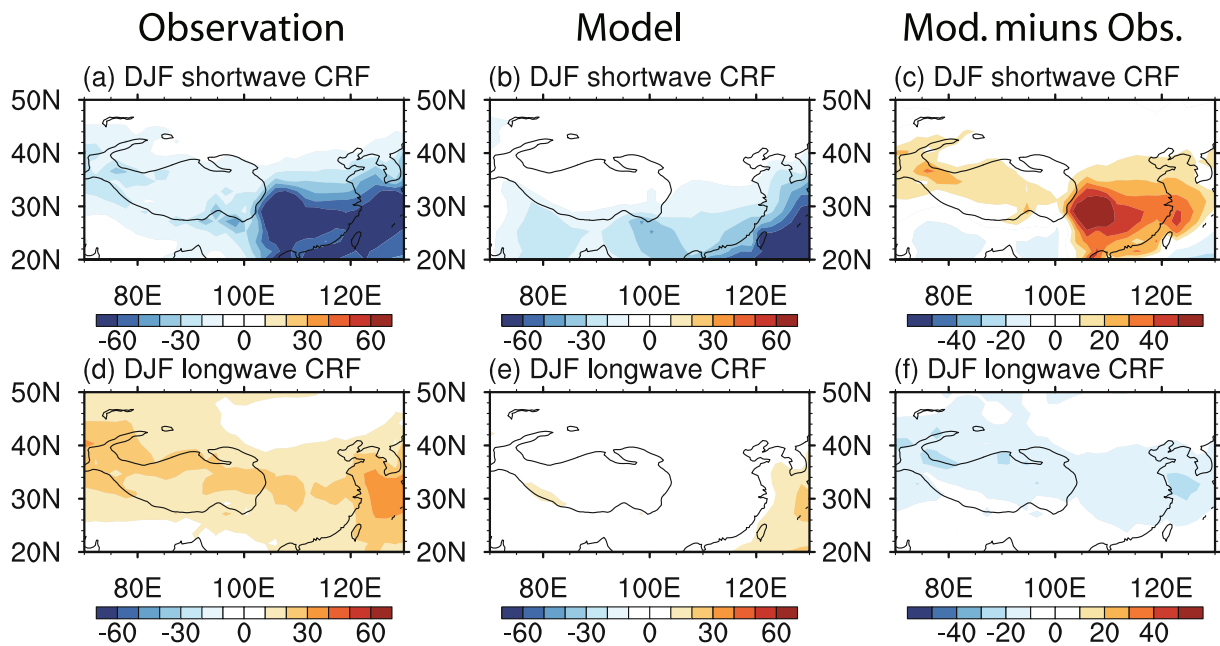 Observation Model Mod. miuns Obs.
(a) DJF shortwave CRF (b) DJF shortwave CRF (c) DJF shortwave CRF
50N 50N 50N
40N 40N 40N
30N 30N 30N
20N 20N 20N
80E 100E 120E 80E 100E 120E 80E 100E 120E
-60 -30 0 30 60 -60 -30 0 30 60 -40 -20 0 20 40
(d) DJF longwave CRF (e) DJF longwave CRF (f) DJF longwave CRF
50N 50N 50N
40N 40N 40N
30N 30N 30N
20N 20N 20N
80E 100E 120E 80E 100E 120E 80E 100E 120E
-60 -30 0 30 60 -60 -30 0 30 60 -40 -20 0 20 40